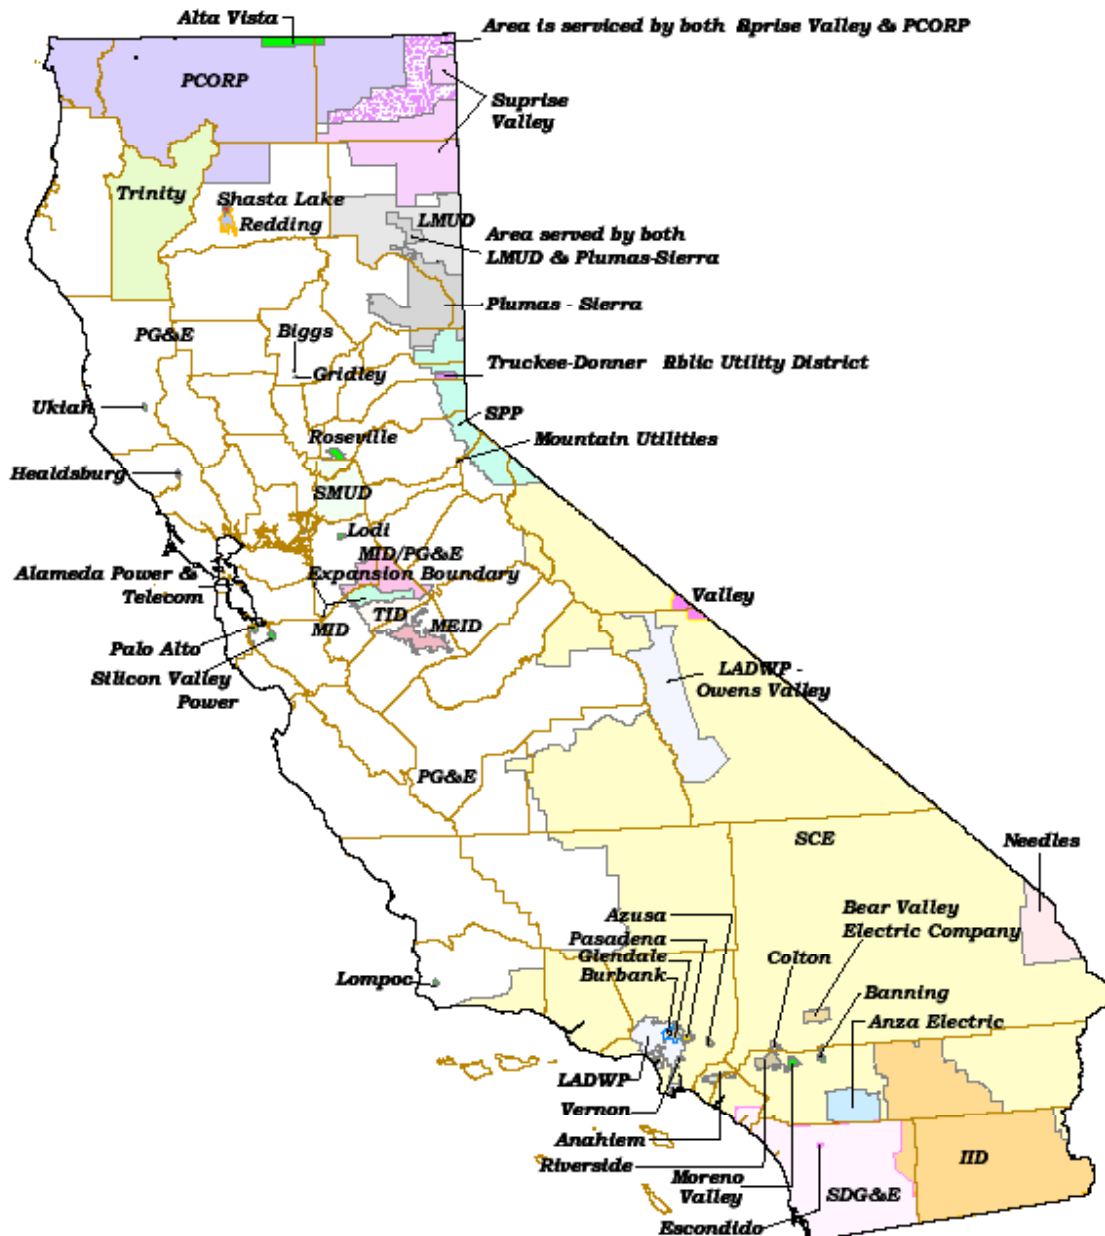 Alta Vista
Area is serviced by both Rprise Valley & PCORP
PCORP
Suprise
Valley
Trinity
Shasta Lake
Redding
LMUD
Area served by both
LMUD & Plumas-Sierra
Plumas - Sierra
PG&E
Biggs
Gridley
Truckee-Donner Rblic Utility District
Ukiah
SPP
Roseville
Mountain Utilities
Healdsburg
SMUD
Lodi
MID/PG&E
Expansion Boundary
Alameda Power &
Telecom
Valley
TID
MID
MEID
Palo Alto
Silicon Valley
Power
LADWP -
Owens Valley
PG&E
SCE
Needles
Azusa
Bear Valley
Electric Company
Pasadena
Glendale
Burbank
Colton
Lompoc
Banning
Anza Electric
LADWP
Vernon
Anahiem
Riverside
Moreno
Valley
IID
SDG&E
Escondido